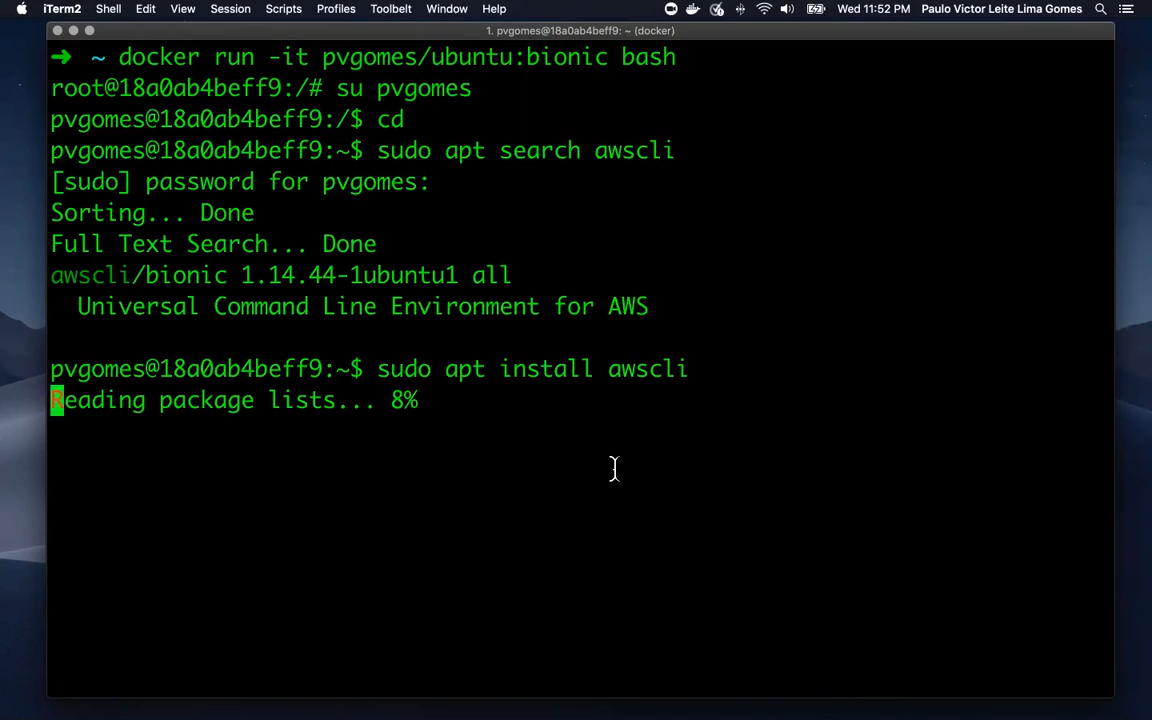 iTerm2 Shell Edit View Session Scripts Profiles Toolbelt Window Help Wed 11:52 PM Paulo Victor Leite Lima Gomes
1. pvgomes@18a0ab4beff9: ~ (docker)
➜ ~ docker run -it pvgomes/ubuntu:bionic bash
root@18a0ab4beff9:/# su pvgomes
pvgomes@18a0ab4beff9:/$ cd
pvgomes@18a0ab4beff9:~$ sudo apt search awscli
[sudo] password for pvgomes:
Sorting... Done
Full Text Search... Done
awscli/bionic 1.14.44-1ubuntu1 all
Universal Command Line Environment for AWS
pvgomes@18a0ab4beff9:~$ sudo apt install awscli
Reading package lists... 8%